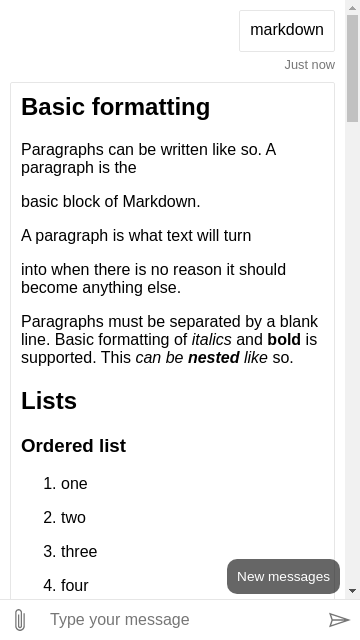 markdown
Just now
Basic formatting
Paragraphs can be written like so. A
paragraph is the
basic block of Markdown.
A paragraph is what text will turn
into when there is no reason it should
become anything else.
Paragraphs must be separated by a blank
line. Basic formatting of italics and bold is
supported. This can be nested like so.
Lists
Ordered list
1. one
2. two
3. three
4. four
New messages
Type your message